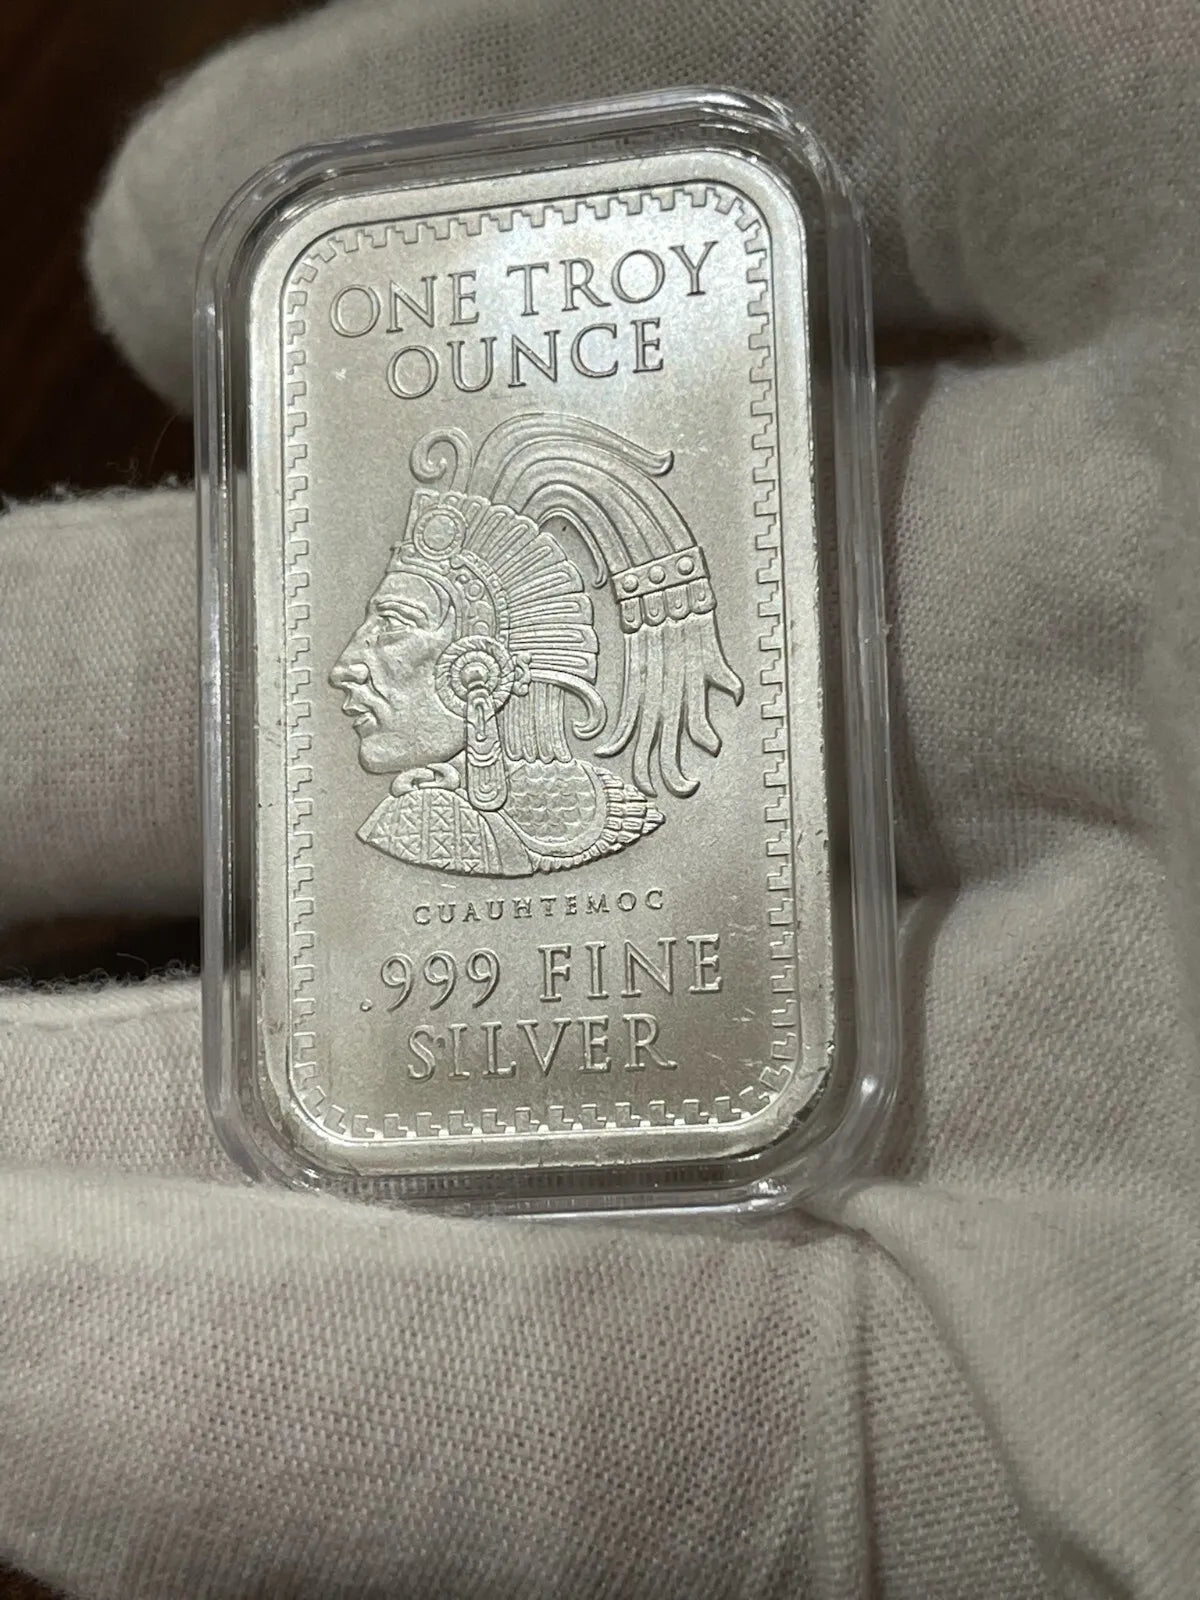 ONE TROY
OUNCE
CUAUHTEMOC
.999 FINE
SILVER